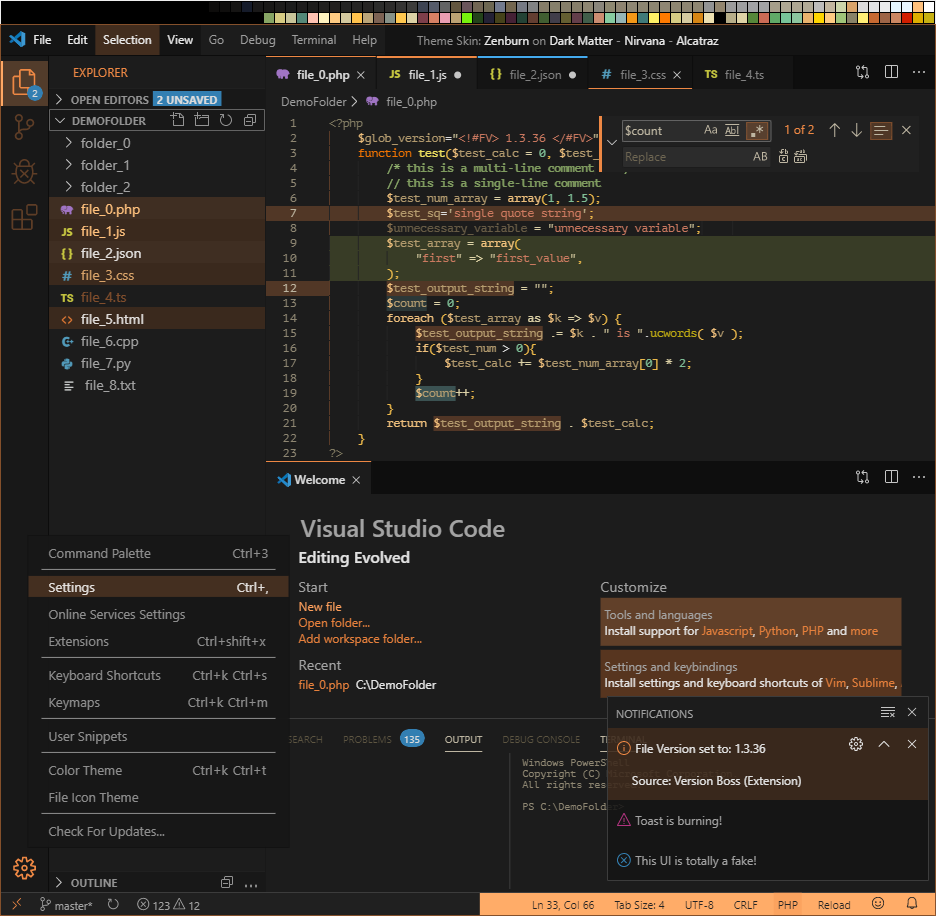 File Edit Selection View Go Debug Terminal Help Theme Skin: Zenburn on Dark Matter - Nirvana - Alcatraz
2
EXPLORER
OPEN EDITORS 2 UNSAVED
DEMOFOLDER
folder_0
folder_1
folder_2
file_0.php
file_1.js
file_2.json
file_3.css
TS file_4.ts
file_5.html
file_6.cpp
file_7.py
file_8.txt
file_0.php JS file_1.js {} file_2.json # file_3.css TS file_4.ts
DemoFolder > file_0.php
$count Aa Abl .* 1 of 2
Replace AB
1 <?php
2 $glob_version="<!#FV> 1.3.36 </#FV>"
3 function test($test_calc = 0, $test_
4 /* this is a multi-line comment
5 // this is a single-line comment
6 $test_num_array = array(1, 1.5);
7 $test_sq='single quote string';
8 $unnecessary_variable = "unnecessary variable";
9 $test_array = array(
10 "first" => "first_value",
11 );
12 $test_output_string = "";
13 $count = 0;
14 foreach ($test_array as $k => $v) {
15 $test_output_string .= $k . " is ".ucwords( $v );
16 if($test_num > 0){
17 $test_calc += $test_num_array[0] * 2;
18 }
19 $count++;
20 }
21 return $test_output_string . $test_calc;
22 }
23 ?>
Welcome
Visual Studio Code
Editing Evolved
Start
New file
Open folder...
Add workspace folder...
Recent
file_0.php C:\DemoFolder
Customize
Tools and languages
Install support for Javascript, Python, PHP and more
Settings and keybindings
Install settings and keyboard shortcuts of Vim, Sublime, .
Command Palette Ctrl+3
Settings Ctrl+,
Online Services Settings
Extensions Ctrl+shift+x
Keyboard Shortcuts Ctrl+k Ctrl+s
Keymaps Ctrl+k Ctrl+m
User Snippets
Color Theme Ctrl+k Ctrl+t
File Icon Theme
Check For Updates...
SEARCH PROBLEMS 135 OUTPUT DEBUG CONSOLE TERMINAL
Windows PowerShell
Copyright (C)
All rights reserved
PS C:\DemoFolder>
NOTIFICATIONS
File Version set to: 1.3.36
Source: Version Boss (Extension)
Toast is burning!
This UI is totally a fake!
OUTLINE
master* 123 12 Ln 33, Col 66 Tab Size: 4 UTF-8 CRLF PHP Reload